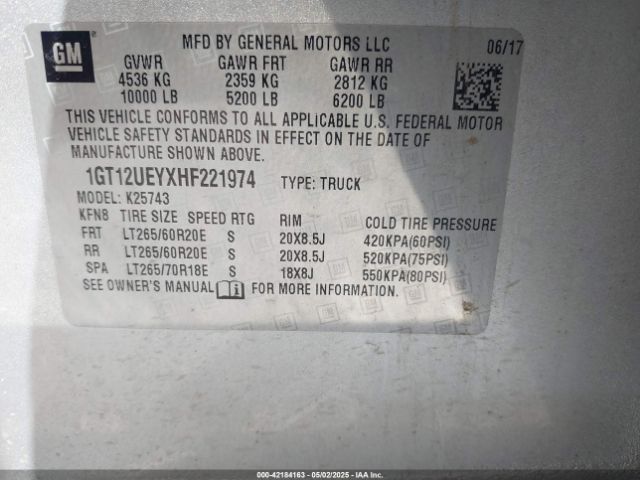 GM
MFD BY GENERAL MOTORS LLC 06/17
GVWR GAWR FRT GAWR RR
4536 KG 2359 KG 2812 KG
10000 LB 5200 LB 6200 LB
THIS VEHICLE CONFORMS TO ALL APPLICABLE U.S. FEDERAL MOTOR
VEHICLE SAFETY STANDARDS IN EFFECT ON THE DATE OF
MANUFACTURE SHOWN ABOVE.
1GT12UEYXHF221974 TYPE: TRUCK
MODEL: K25743
KFN8 TIRE SIZE SPEED RTG RIM COLD TIRE PRESSURE
FRT LT265/60R20E S 20X8.5J 420KPA(60PSI)
RR LT265/60R20E S 20X8.5J 520KPA(75PSI)
SPA LT265/70R18E S 18X8J 550KPA(80PSI)
SEE OWNER'S MANUAL FOR MORE INFORMATION.
000-42184163 - 05/02/2025 - IAAI.COM